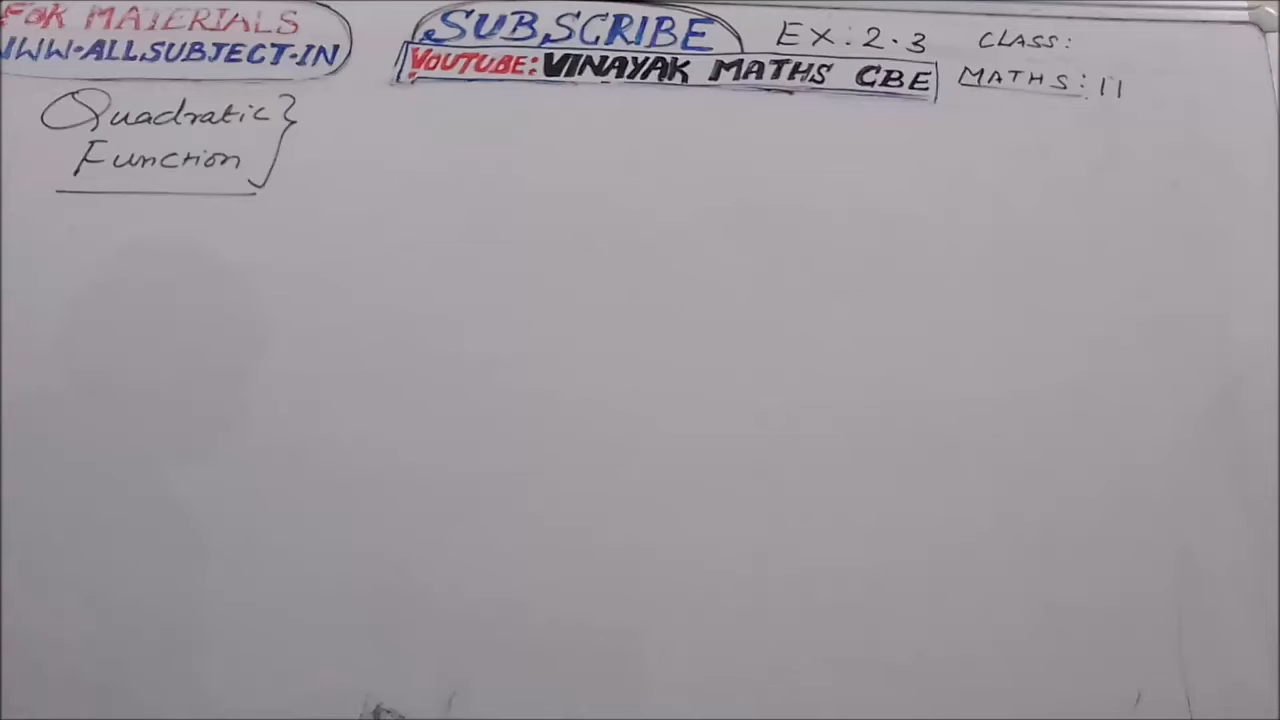 FOR MATERIALS
WWW.ALLSUBJECT.IN
SUBSCRIBE
YOUTUBE: VINAYAK MATHS CBE
EX: 2.3 CLASS:
MATHS: 11
Quadratic }
Function